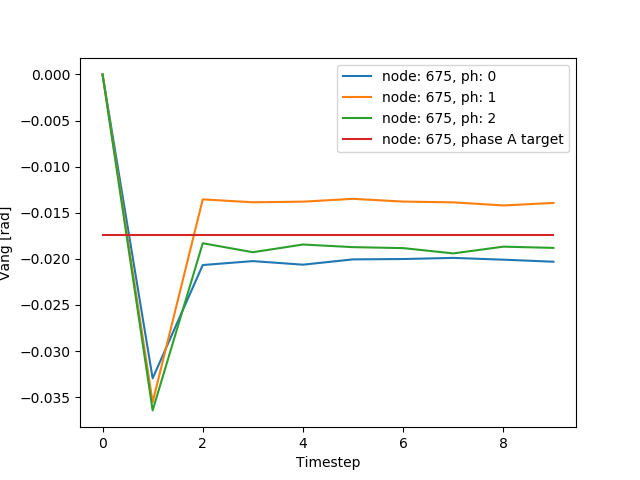 node: 675, ph: 0
node: 675, ph: 1
node: 675, ph: 2
node: 675, phase A target
0.000
−0.005
−0.010
−0.015
−0.020
−0.025
−0.030
−0.035
Vang [rad]
0 2 4 6 8
Timestep